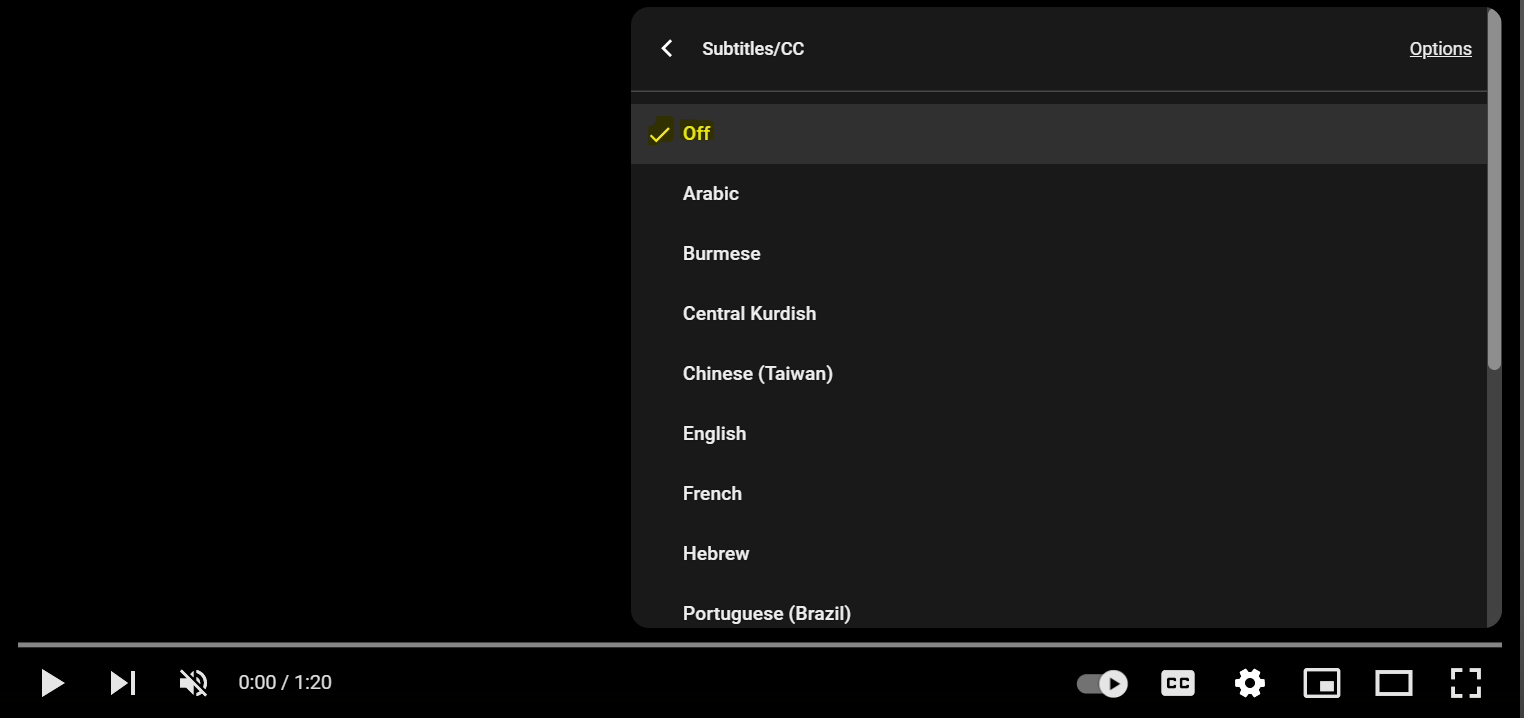 Subtitles/CC
Options
Off
Arabic
Burmese
Central Kurdish
Chinese (Taiwan)
English
French
Hebrew
Portuguese (Brazil)
0:00 / 1:20
CC